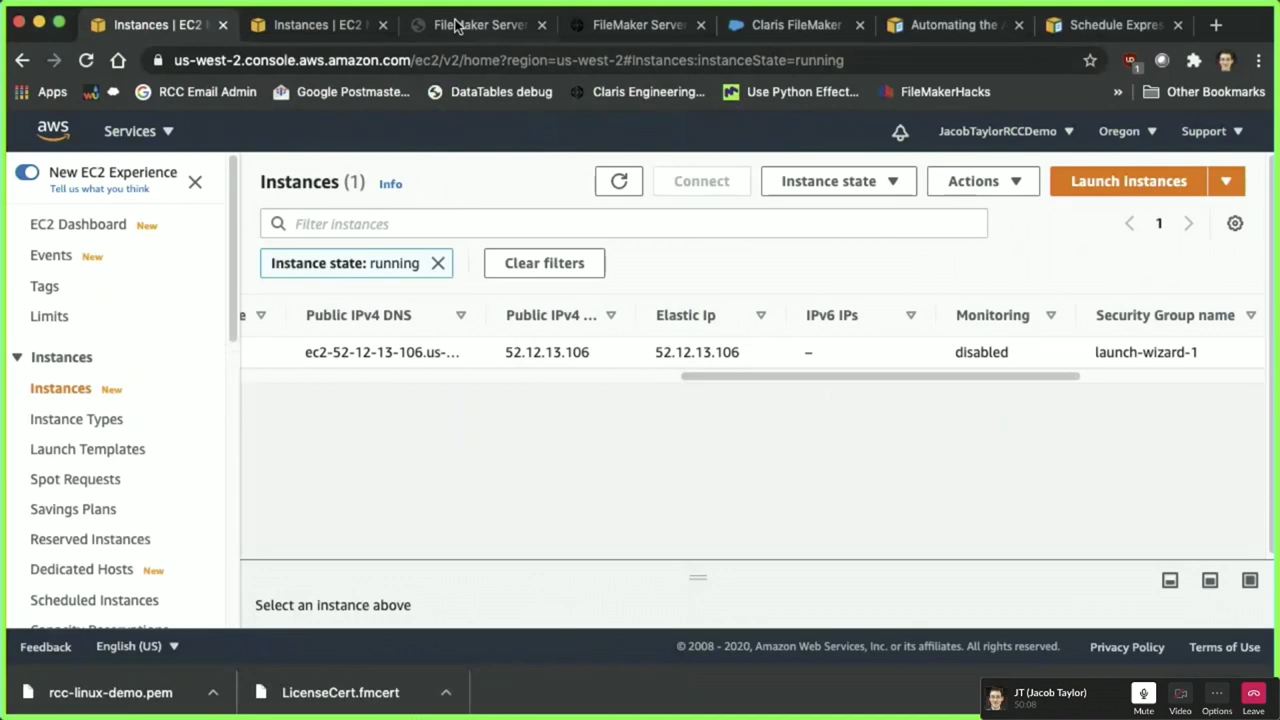 Instances | EC2
Instances | EC2
FileMaker Server
FileMaker Server
Claris FileMaker
Automating the
Schedule Expres
us-west-2.console.aws.amazon.com/ec2/v2/home?region=us-west-2#Instances:instanceState=running
1
Apps
RCC Email Admin
Google Postmaste...
DataTables debug
Claris Engineering...
Use Python Effect...
FileMakerHacks
»
Other Bookmarks
aws
Services
JacobTaylorRCCDemo
Oregon
Support
New EC2 Experience
Tell us what you think
EC2 Dashboard New
Events New
Tags
Limits
Instances
Instances New
Instance Types
Launch Templates
Spot Requests
Savings Plans
Reserved Instances
Dedicated Hosts New
Scheduled Instances
Capacity Reservations
Instances (1) Info
Connect
Instance state
Actions
Launch Instances
Filter instances
1
Instance state: running
Clear filters
e
Public IPv4 DNS
Public IPv4 ...
Elastic Ip
IPv6 IPs
Monitoring
Security Group name
ec2-52-12-13-106.us-...
52.12.13.106
52.12.13.106
–
disabled
launch-wizard-1
Select an instance above
Feedback
English (US)
© 2008 - 2020, Amazon Web Services, Inc. or its affiliates. All rights reserved.
Privacy Policy
Terms of Use
rcc-linux-demo.pem
LicenseCert.fmcert
JT (Jacob Taylor)
50:08
Mute
Video
Options
Leave